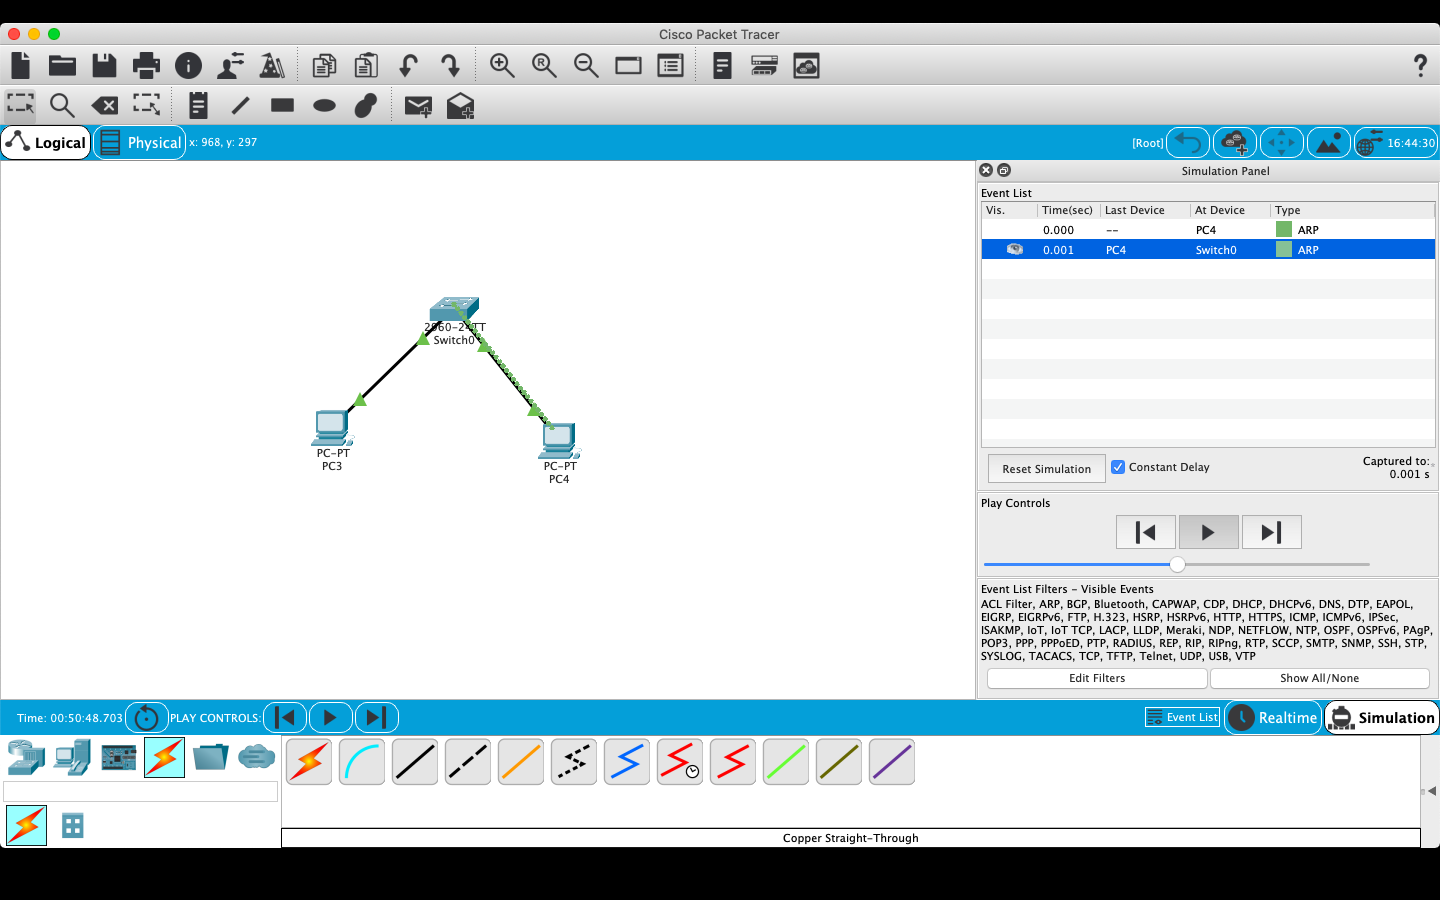 Cisco Packet Tracer
?
R
Logical
Physical
x: 968, y: 297
[Root]
16:44:30
Simulation Panel
Event List
Vis. Time(sec) Last Device At Device Type
0.000 -- PC4 ARP
0.001 PC4 Switch0 ARP
2960-24TT
Switch0
PC-PT
PC3
PC-PT
PC4
Reset Simulation
Constant Delay
Captured to:
0.001 s
Play Controls
Event List Filters - Visible Events
ACL Filter, ARP, BGP, Bluetooth, CAPWAP, CDP, DHCP, DHCPv6, DNS, DTP, EAPOL,
EIGRP, EIGRPv6, FTP, H.323, HSRP, HSRPv6, HTTP, HTTPS, ICMP, ICMPv6, IPSec,
ISAKMP, IoT, IoT TCP, LACP, LLDP, Meraki, NDP, NETFLOW, NTP, OSPF, OSPFv6, PAgP,
POP3, PPP, PPPoED, PTP, RADIUS, REP, RIP, RIPng, RTP, SCCP, SMTP, SNMP, SSH, STP,
SYSLOG, TACACS, TCP, TFTP, Telnet, UDP, USB, VTP
Edit Filters
Show All/None
Time: 00:50:48.703
PLAY CONTROLS:
Event List
Realtime
Simulation
Copper Straight-Through